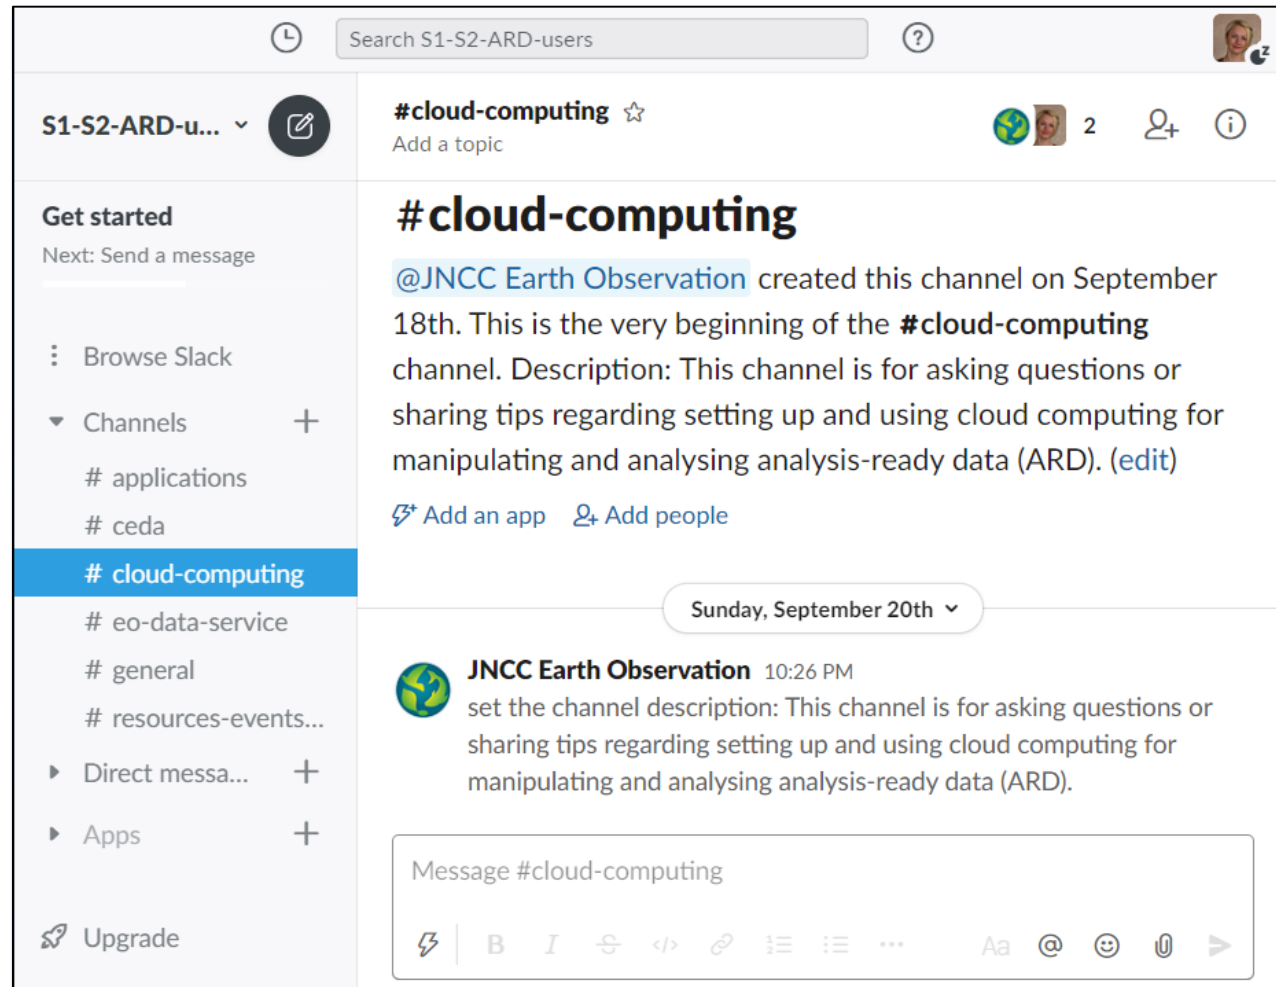 Search S1-S2-ARD-users
S1-S2-ARD-u...
#cloud-computing
Add a topic
2
Get started
Next: Send a message
Browse Slack
Channels
# applications
# ceda
# cloud-computing
# eo-data-service
# general
# resources-events...
Direct messa...
Apps
Upgrade
#cloud-computing
@JNCC Earth Observation created this channel on September
18th. This is the very beginning of the #cloud-computing
channel. Description: This channel is for asking questions or
sharing tips regarding setting up and using cloud computing for
manipulating and analysing analysis-ready data (ARD). (edit)
Add an app Add people
Sunday, September 20th
JNCC Earth Observation 10:26 PM
set the channel description: This channel is for asking questions or
sharing tips regarding setting up and using cloud computing for
manipulating and analysing analysis-ready data (ARD).
Message #cloud-computing
B I S </> ... Aa @